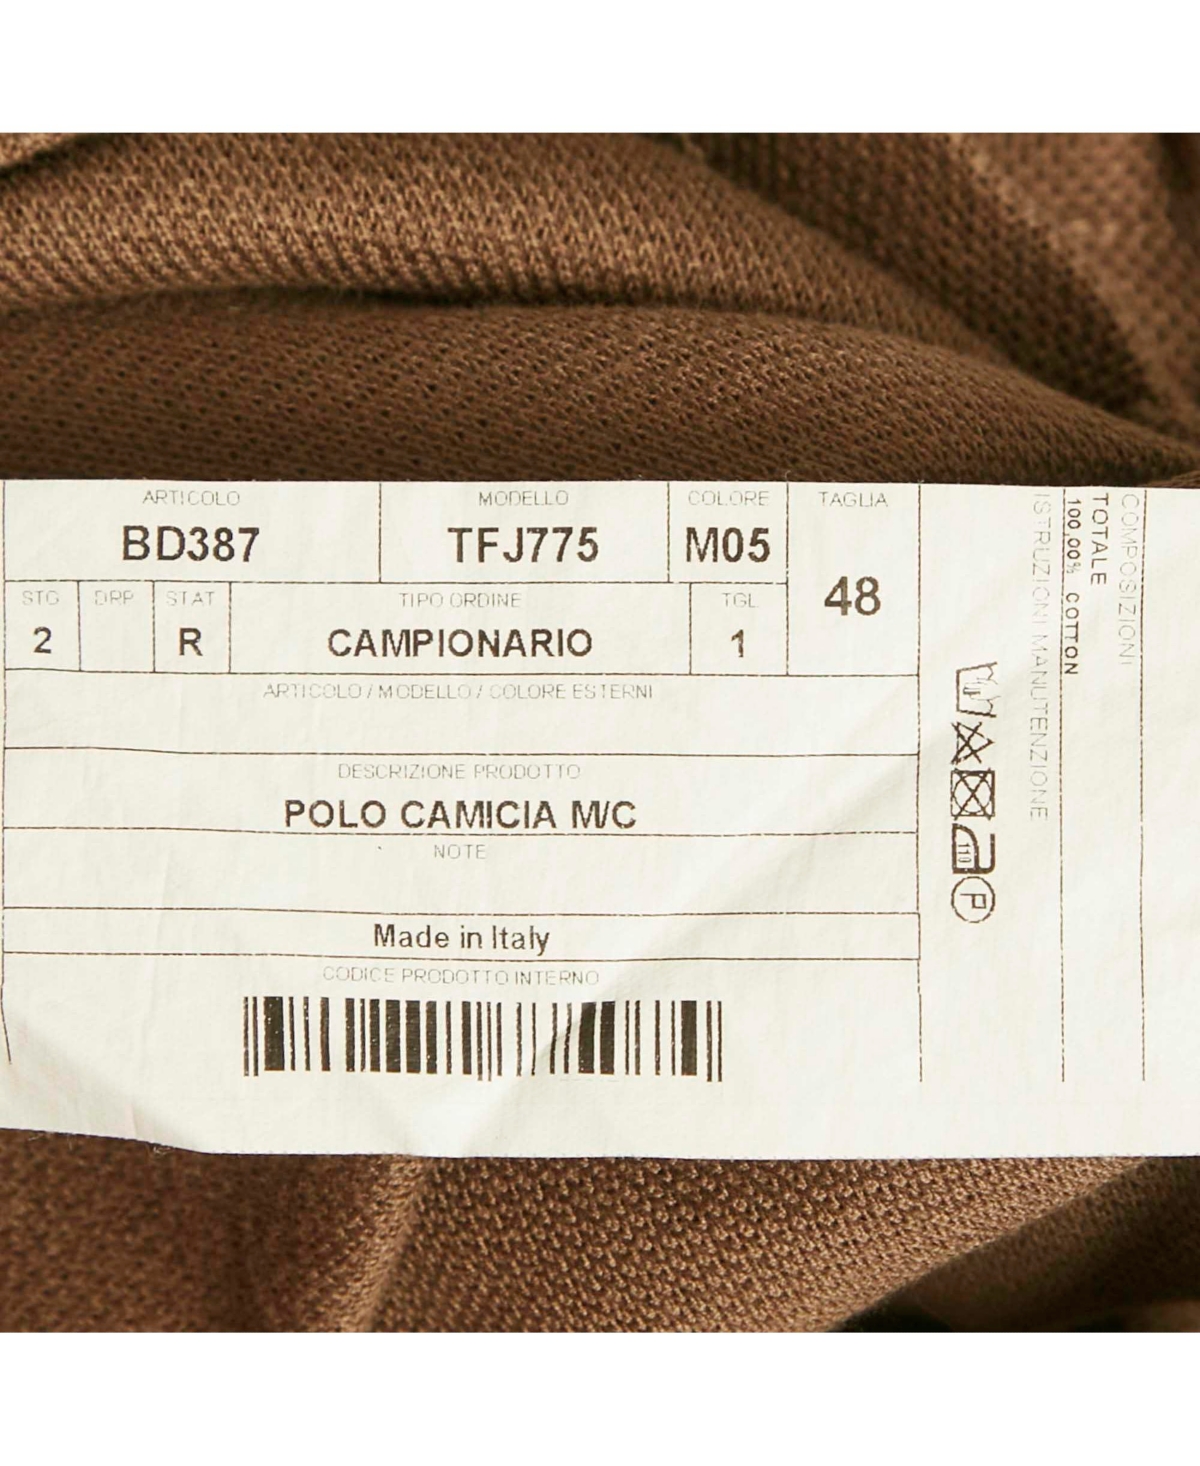 ARTICOLO MODELLO COLORE TAGLIA
BD387 TFJ775 M05
48
STG DRP STAT TIPO ORDINE TGL
2 R CAMPIONARIO 1
ARTICOLO / MODELLO / COLORE ESTERNI
DESCRIZIONE PRODOTTO
POLO CAMICIA M/C
NOTE
Made in Italy
CODICE PRODOTTO INTERNO
COMPOSIZIONI
TOTALE
100,00% COTTON
ISTRUZIONI MANUTENZIONE
110
P